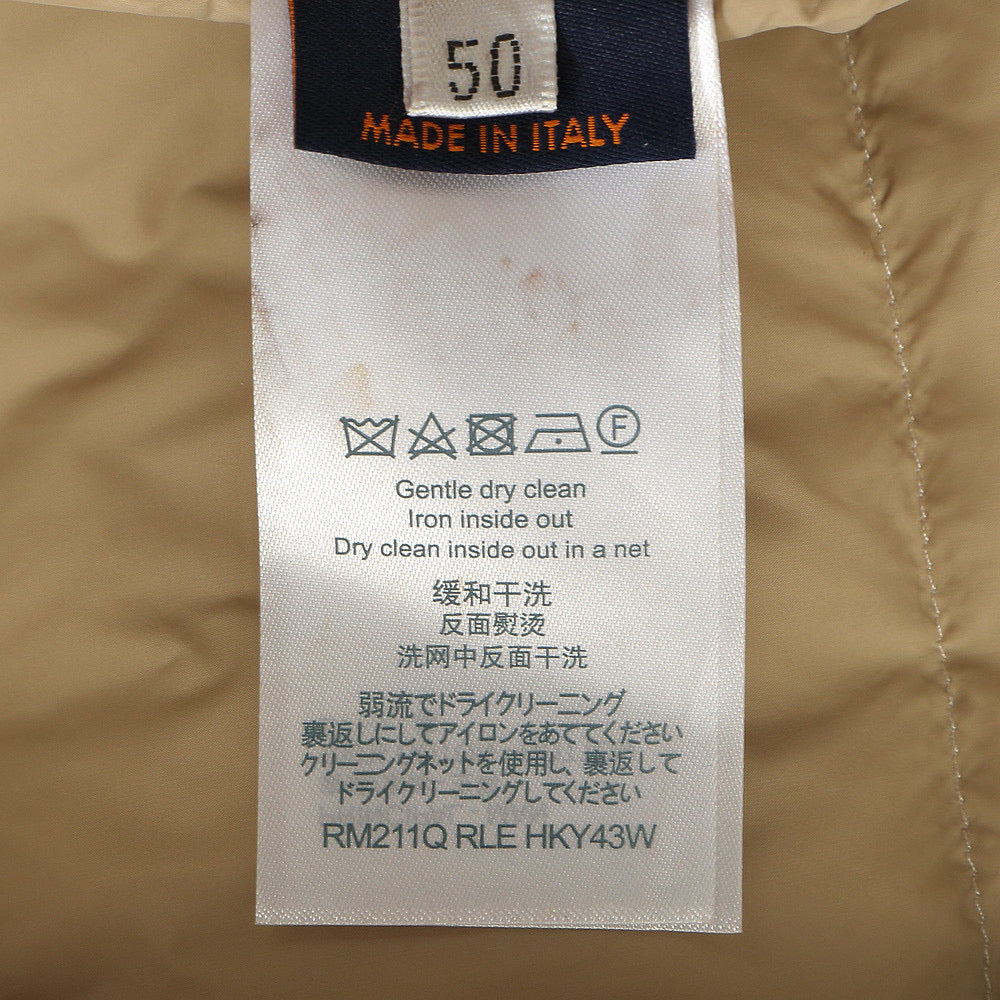 50
MADE IN ITALY
F
Gentle dry clean
Iron inside out
Dry clean inside out in a net
缓和干洗
反面熨烫
洗网中反面干洗
弱流でドライクリーニング
裏返しにしてアイロンをあててください
クリーニングネットを使用し、裏返して
ドライクリーニングしてください
RM211Q RLE HKY43W